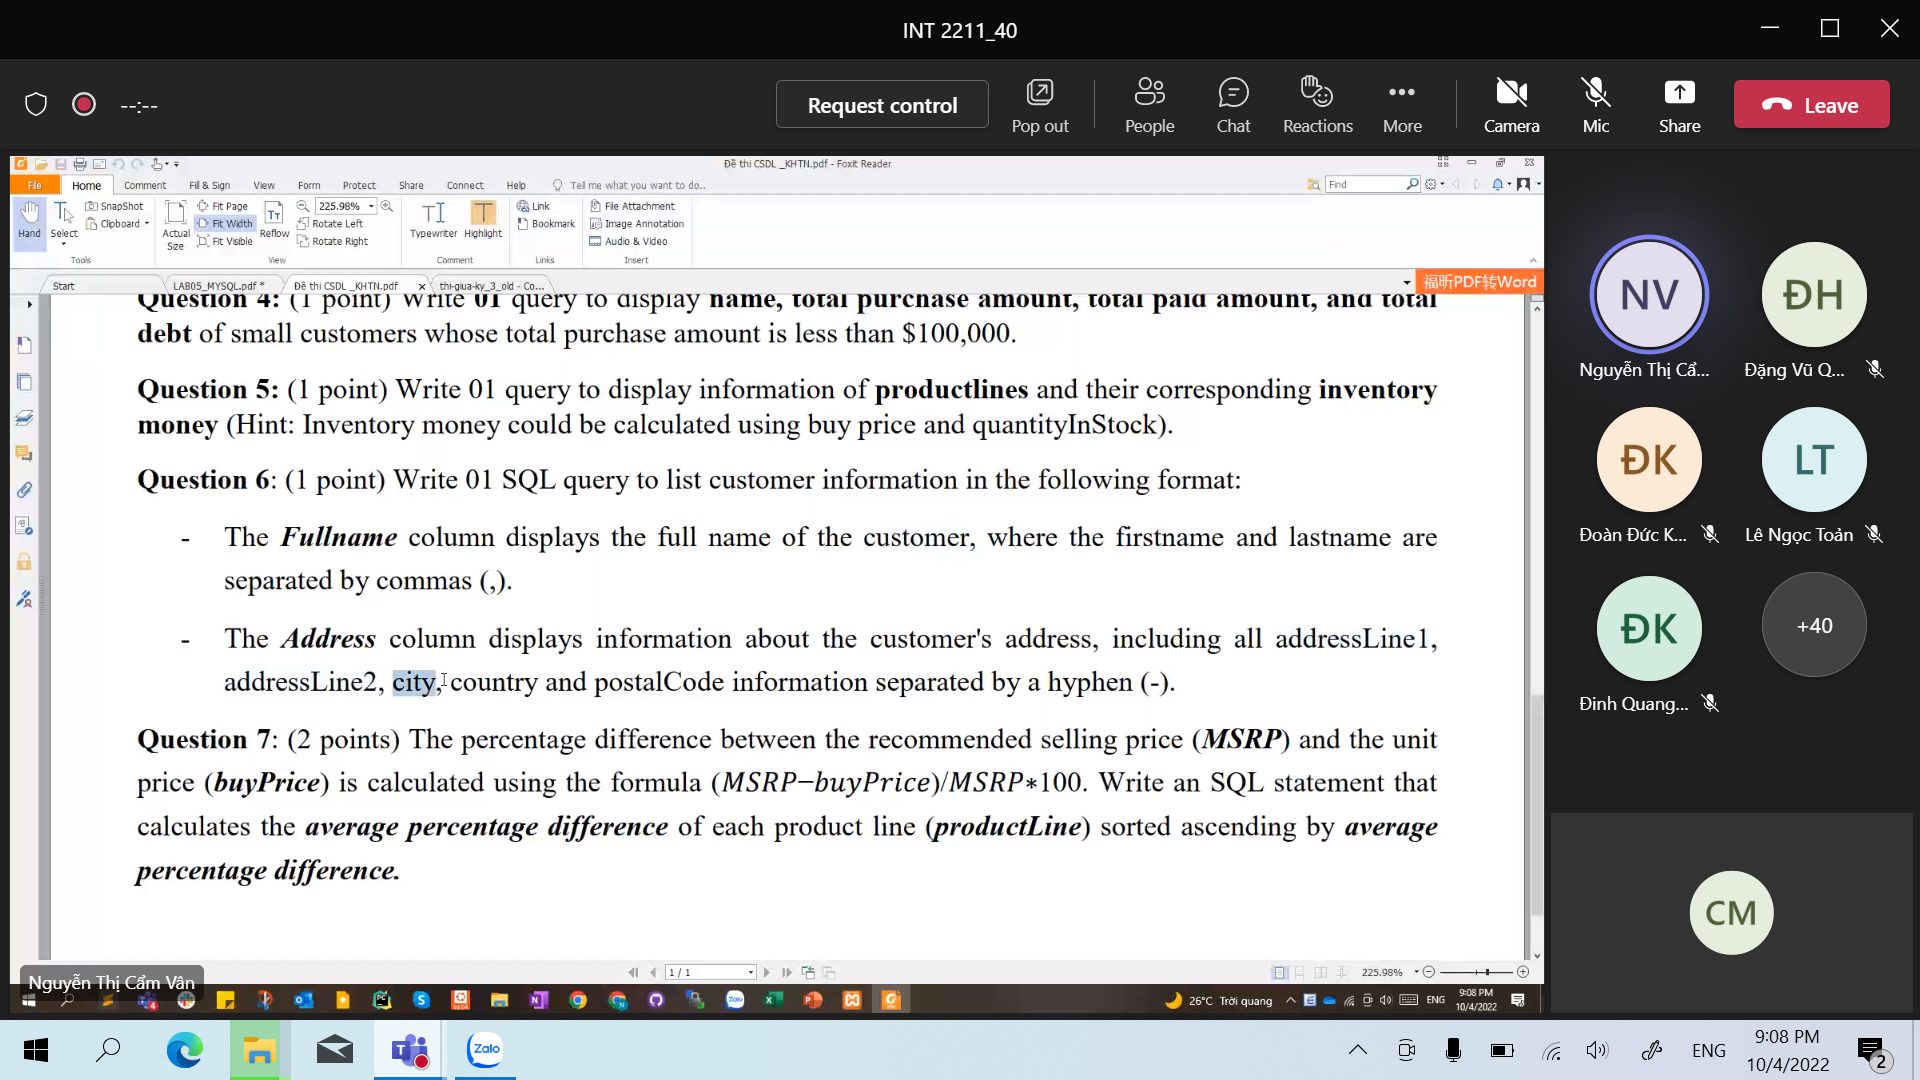 INT 2211_40
--:--
Request control
Pop out
People
Chat
Reactions
More
Camera
Mic
Share
Leave
Đề thi CSDL _KHTN.pdf - Foxit Reader
File Home Comment Fill & Sign View Form Protect Share Connect Help Tell me what you want to do..
Find
Hand
Select
SnapShot
Clipboard
Tools
Actual Size
Fit Page
Fit Width
Fit Visible
Reflow
225.98%
Rotate Left
Rotate Right
View
Typewriter
Highlight
Comment
Link
Bookmark
Links
File Attachment
Image Annotation
Audio & Video
Insert
Start
LAB05_MYSQL.pdf *
Đề thi CSDL _KHTN.pdf
thi-giua-ky_3_old - Co...
福昕PDF转Word
Question 4: (1 point) Write 01 query to display name, total purchase amount, total paid amount, and total
debt of small customers whose total purchase amount is less than $100,000.
Question 5: (1 point) Write 01 query to display information of productlines and their corresponding inventory
money (Hint: Inventory money could be calculated using buy price and quantityInStock).
Question 6: (1 point) Write 01 SQL query to list customer information in the following format:
- The Fullname column displays the full name of the customer, where the firstname and lastname are
separated by commas (,).
- The Address column displays information about the customer's address, including all addressLine1,
addressLine2, city, country and postalCode information separated by a hyphen (-).
Question 7: (2 points) The percentage difference between the recommended selling price (MSRP) and the unit
price (buyPrice) is calculated using the formula (MSRP−buyPrice)/MSRP∗100. Write an SQL statement that
calculates the average percentage difference of each product line (productLine) sorted ascending by average
percentage difference.
1 / 1
225.98%
Nguyễn Thị Cẩm Vân
26°C Trời quang
ENG
9:08 PM
10/4/2022
NV
Nguyễn Thị Cẩ...
ĐH
Đặng Vũ Q...
ĐK
Đoàn Đức K...
LT
Lê Ngọc Toản
ĐK
Đinh Quang...
+40
CM
Zalo
ENG
9:08 PM
10/4/2022
2